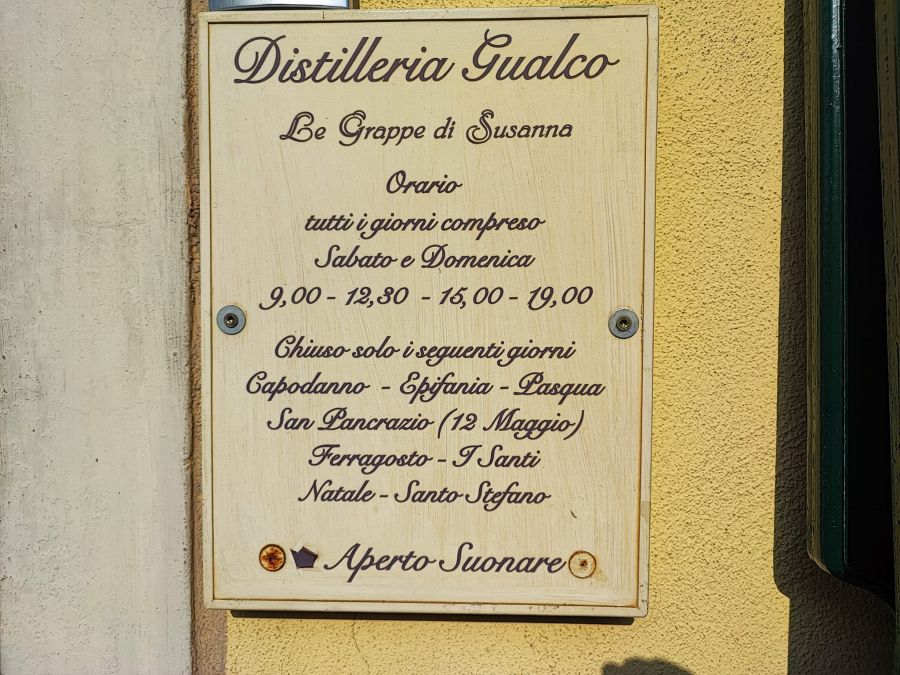 Distilleria Gualco
Le Grappe di Susanna
Orario
tutti i giorni compreso
Sabato e Domenica
9,00 - 12,30 - 15,00 - 19,00
Chiuso solo i seguenti giorni
Capodanno - Epifania - Pasqua
San Pancrazio (12 Maggio)
Ferragosto - I Santi
Natale - Santo Stefano
Aperto Suonare